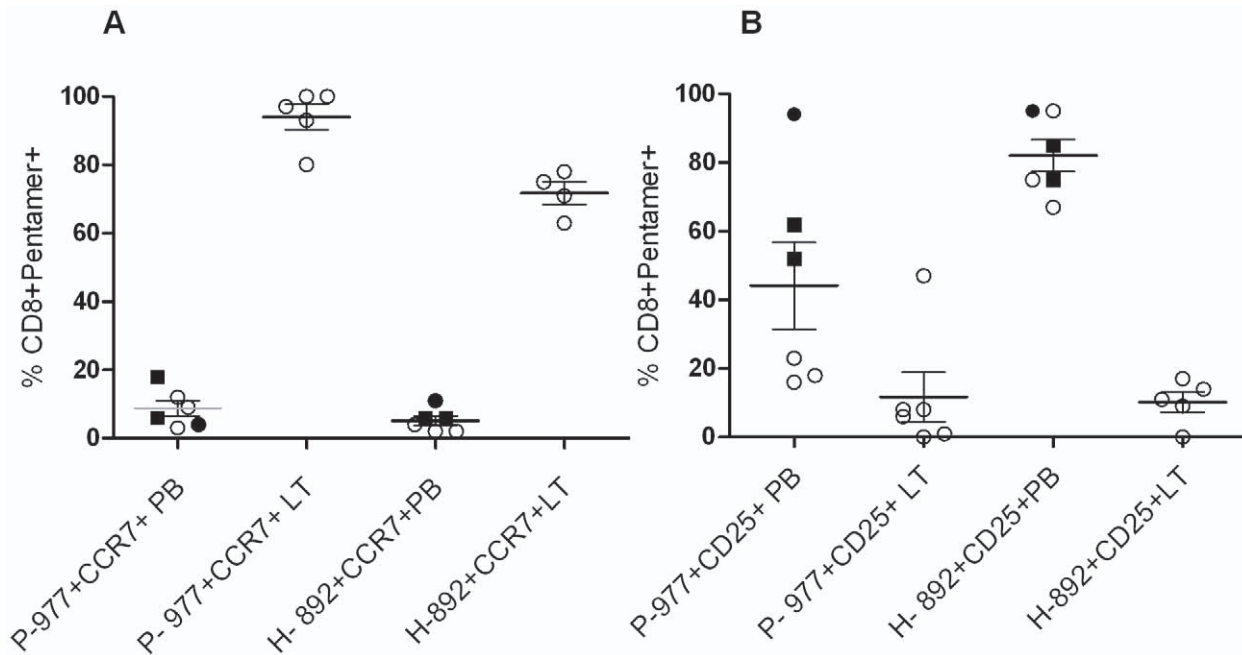 A
% CD8+Pentamer+
100
80
60
40
20
0
P-977+CCR7+ PB
P- 977+CCR7+ LT
H- 892+CCR7+PB
H-892+CCR7+LT
B
% CD8+Pentamer+
100
80
60
40
20
0
P-977+CD25+ PB
P- 977+CD25+ LT
H- 892+CD25+PB
H-892+CD25+LT